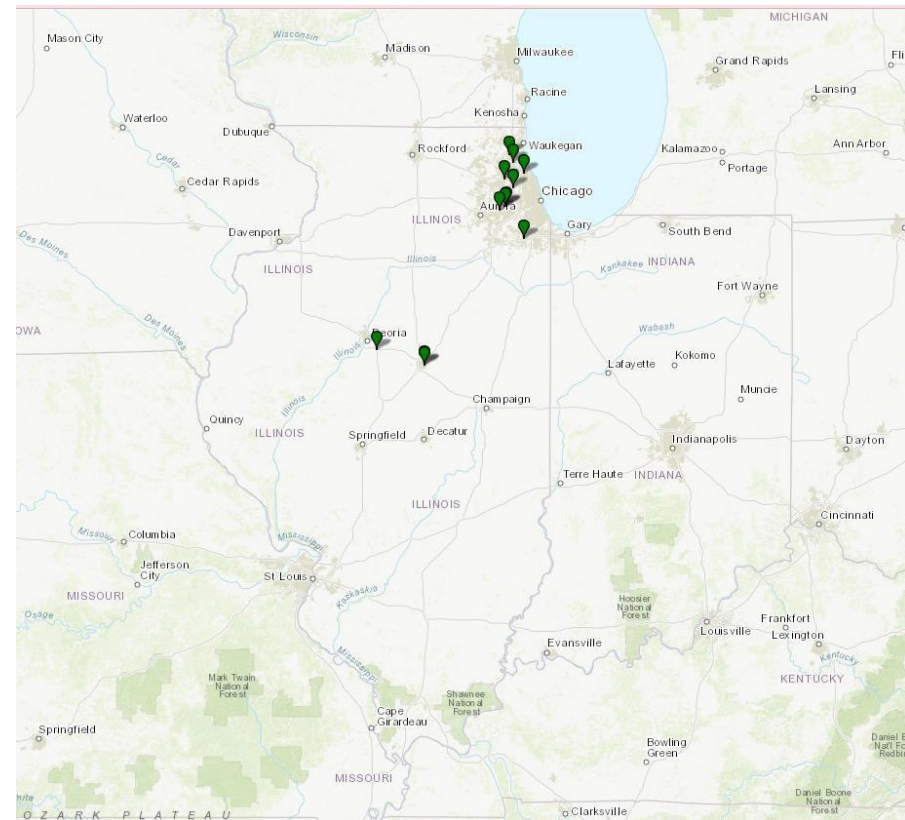 MICHIGAN
Mason City
Wisconsin
Madison
Milwaukee
Grand Rapids
Lansing
Racine
Kenosha
Waterloo
Dubuque
Rockford
Waukegan
Kalamazoo
Ann Arbor
Portage
Cedar
Cedar Rapids
Chicago
Aurora
ILLINOIS
Gary
South Bend
Davenport
Des Moines
Illinois
ILLINOIS
Kankakee
INDIANA
Fort Wayne
Des Moines
Peoria
Illinois
Wabash
Lafayette
Kokomo
Muncie
Illinois
Champaign
Quincy
ILLINOIS
Springfield
Decatur
Indianapolis
Dayton
Terre Haute
INDIANA
ILLINOIS
Cincinnati
Missouri
Columbia
Mississippi
Jefferson
City
St Louis
MISSOURI
Kaskaskia
Osage
Hoosier
National
Forest
Frankfort
Louisville
Lexington
Mississippi
Evansville
Kentucky
KENTUCKY
Mark Twain
National
Forest
Shawnee
National
Forest
Cape
Girardeau
Springfield
Bowling
Green
MISSOURI
Daniel Boone
National
Forest
OZARK PLATEAU
Clarksville